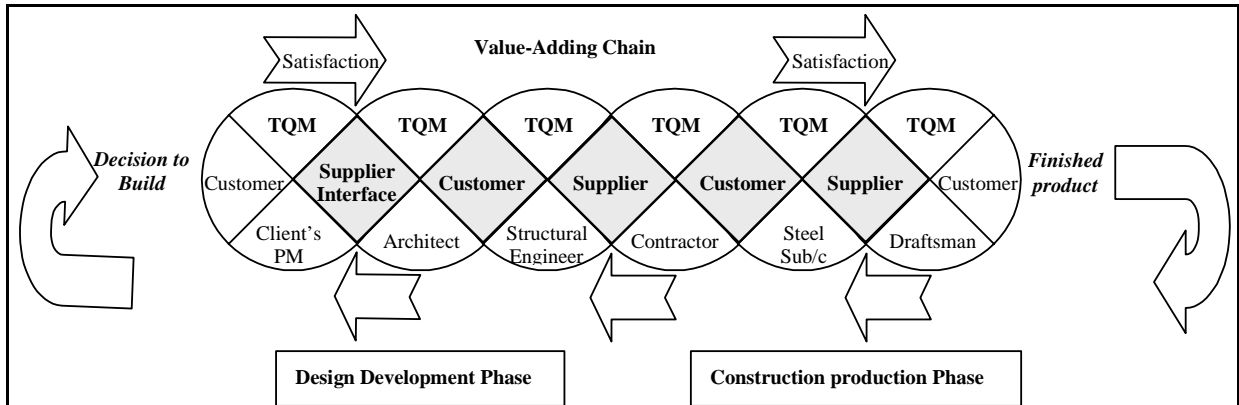 Value-Adding Chain
Satisfaction
Satisfaction
TQM
TQM
TQM
TQM
TQM
TQM
Decision to
Build
Customer
Supplier
Interface
Customer
Supplier
Customer
Supplier
Customer
Finished
product
Client's
PM
Architect
Structural
Engineer
Contractor
Steel
Sub/c
Draftsman
Design Development Phase
Construction production Phase